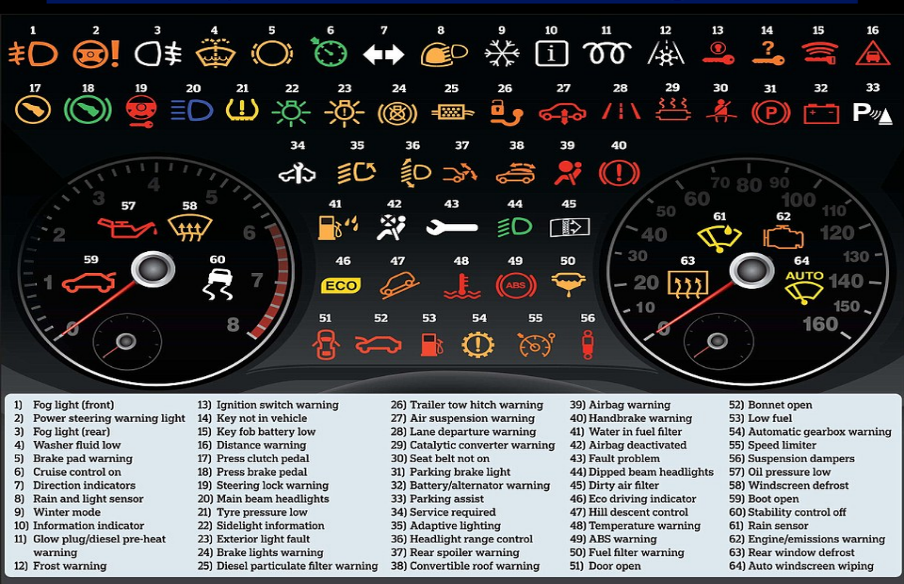 1 2 3 4 5 6 7 8 9 10 11 12 13 14 15 16
17 18 19 20 21 22 23 24 25 26 27 28 29 30 31 32 33
P P
34 35 36 37 38 39 40
41 42 43 44 45
46 47 48 49 50
ECO ABS
51 52 53 54 55 56
0 1 2 3 4 5 6 7 8
57 58
59 60
0 10 20 30 40 50 60 70 80 90 100 110 120 130 140 150 160
61 62
63 64
AUTO
1) Fog light (front)
2) Power steering warning light
3) Fog light (rear)
4) Washer fluid low
5) Brake pad warning
6) Cruise control on
7) Direction indicators
8) Rain and light sensor
9) Winter mode
10) Information indicator
11) Glow plug/diesel pre-heat
warning
12) Frost warning
13) Ignition switch warning
14) Key not in vehicle
15) Key fob battery low
16) Distance warning
17) Press clutch pedal
18) Press brake pedal
19) Steering lock warning
20) Main beam headlights
21) Tyre pressure low
22) Sidelight information
23) Exterior light fault
24) Brake lights warning
25) Diesel particulate filter warning
26) Trailer tow hitch warning
27) Air suspension warning
28) Lane departure warning
29) Catalytic converter warning
30) Seat belt not on
31) Parking brake light
32) Battery/alternator warning
33) Parking assist
34) Service required
35) Adaptive lighting
36) Headlight range control
37) Rear spoiler warning
38) Convertible roof warning
39) Airbag warning
40) Handbrake warning
41) Water in fuel filter
42) Airbag deactivated
43) Fault problem
44) Dipped beam headlights
45) Dirty air filter
46) Eco driving indicator
47) Hill descent control
48) Temperature warning
49) ABS warning
50) Fuel filter warning
51) Door open
52) Bonnet open
53) Low fuel
54) Automatic gearbox warning
55) Speed limiter
56) Suspension dampers
57) Oil pressure low
58) Windscreen defrost
59) Boot open
60) Stability control off
61) Rain sensor
62) Engine/emissions warning
63) Rear window defrost
64) Auto windscreen wiping